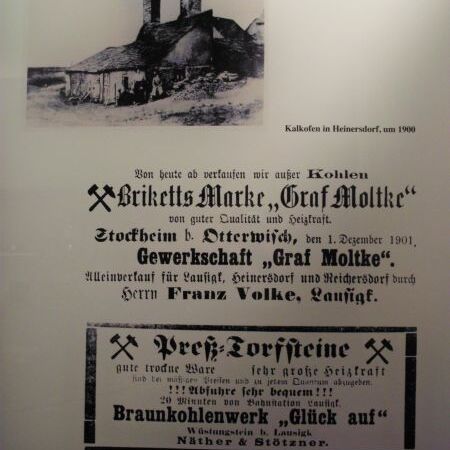 Kalkofen in Heinersdorf, um 1900
Von heute ab verkaufen wir außer Kohlen
Briketts Marke „Graf Moltke"
von guter Qualität und Heizkraft.
Stockheim b. Otterwisch, den 1. Dezember 1901.
Gewerkschaft „Graf Moltke".
Alleinverkauf für Lausigk, Heinersdorf und Reichersdorf durch
Herrn Franz Volke, Lausigk.
Preß-Torfsteine
gute trockne Ware sehr große Heizkraft
sind bei mäßigen Preisen und zu jedem Quantum abzugeben.
!!! Abfuhre sehr bequem !!!
20 Minuten von Bahnstation Lausigk.
Braunkohlenwerk „Glück auf"
Wüstungstein b. Lausigk
Näther & Stötzner.